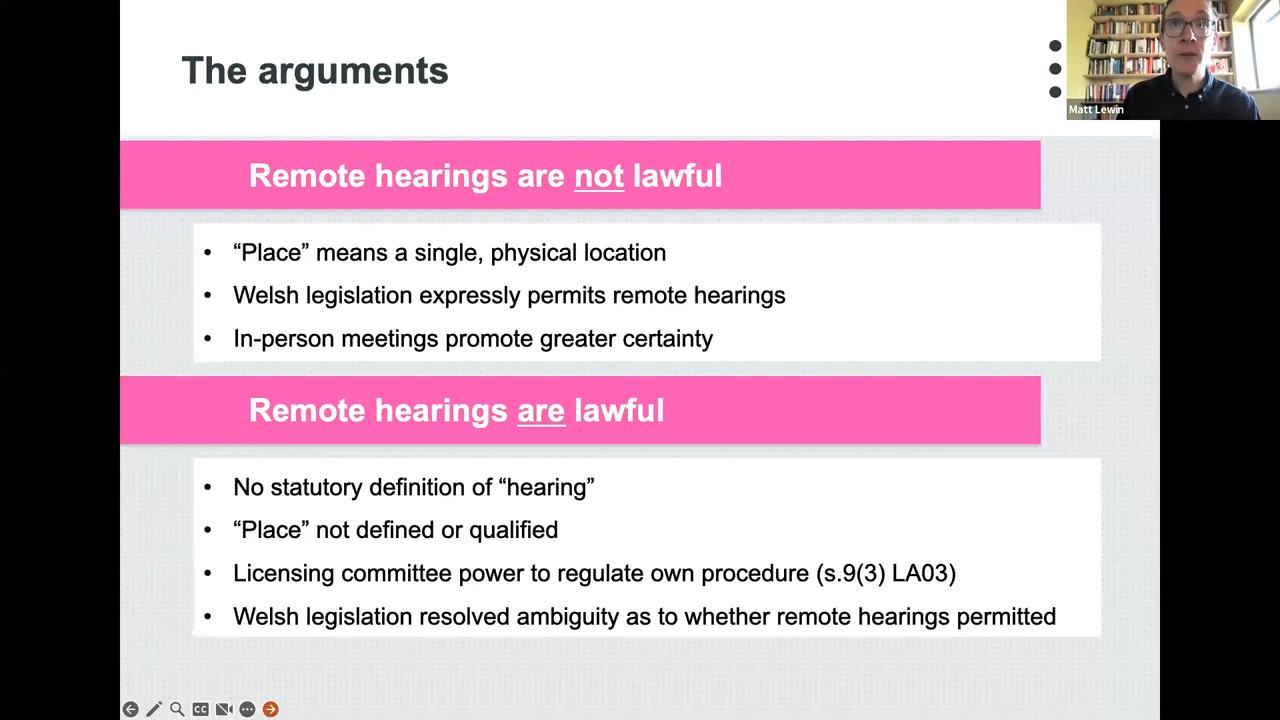 The arguments
Matt Lewin
Remote hearings are not lawful
• “Place” means a single, physical location
• Welsh legislation expressly permits remote hearings
• In-person meetings promote greater certainty
Remote hearings are lawful
• No statutory definition of “hearing”
• “Place” not defined or qualified
• Licensing committee power to regulate own procedure (s.9(3) LA03)
• Welsh legislation resolved ambiguity as to whether remote hearings permitted
CC